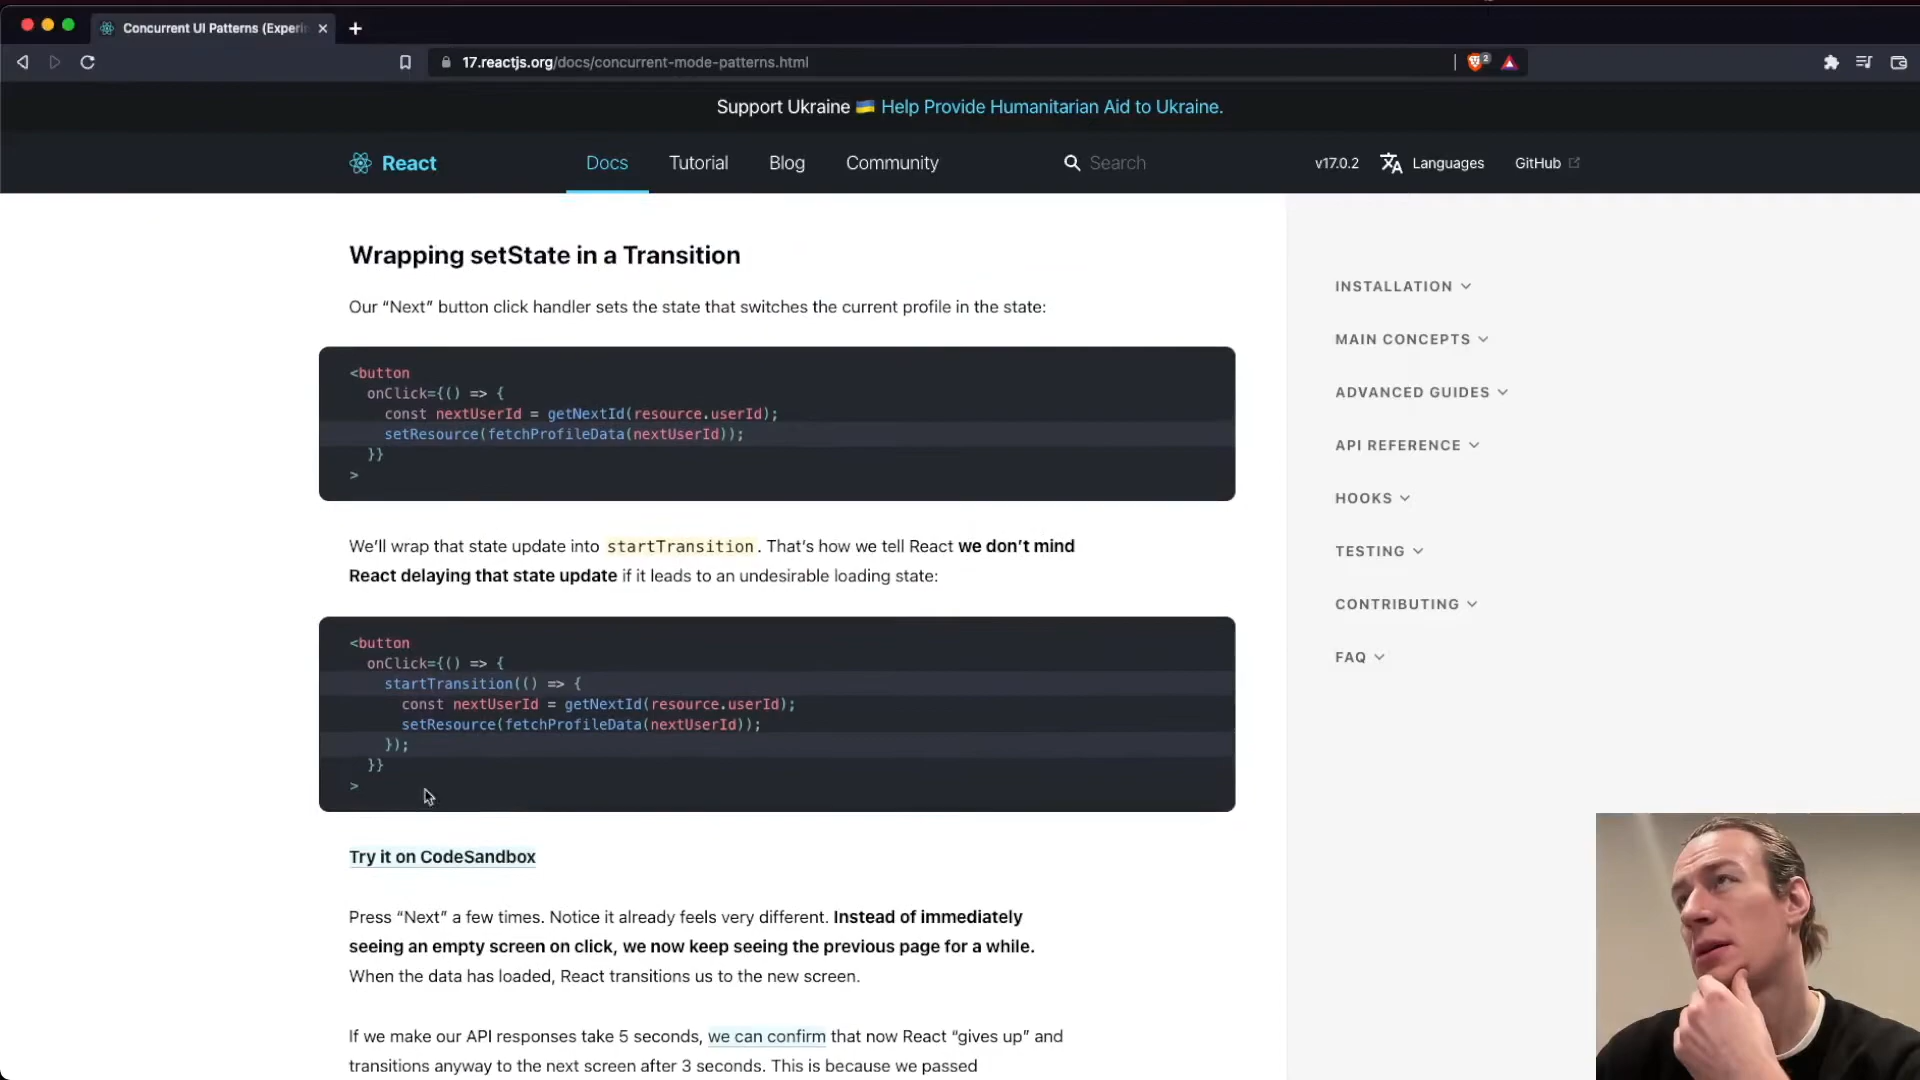 Concurrent UI Patterns (Experi
17.reactjs.org/docs/concurrent-mode-patterns.html
2
Support Ukraine 🇺🇦 Help Provide Humanitarian Aid to Ukraine.
React
Docs
Tutorial
Blog
Community
Search
v17.0.2
Languages
GitHub
Wrapping setState in a Transition
Our “Next” button click handler sets the state that switches the current profile in the state:
<button
onClick={() => {
const nextUserId = getNextId(resource.userId);
setResource(fetchProfileData(nextUserId));
}}
>
We’ll wrap that state update into startTransition. That’s how we tell React we don’t mind
React delaying that state update if it leads to an undesirable loading state:
<button
onClick={() => {
startTransition(() => {
const nextUserId = getNextId(resource.userId);
setResource(fetchProfileData(nextUserId));
});
}}
>
Try it on CodeSandbox
Press “Next” a few times. Notice it already feels very different. Instead of immediately
seeing an empty screen on click, we now keep seeing the previous page for a while.
When the data has loaded, React transitions us to the new screen.
If we make our API responses take 5 seconds, we can confirm that now React “gives up” and
transitions anyway to the next screen after 3 seconds. This is because we passed
INSTALLATION
MAIN CONCEPTS
ADVANCED GUIDES
API REFERENCE
HOOKS
TESTING
CONTRIBUTING
FAQ